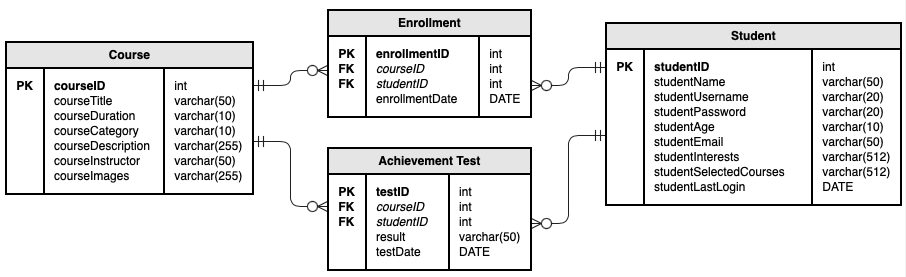 Course
PK courseID int
courseTitle varchar(50)
courseDuration varchar(10)
courseCategory varchar(10)
courseDescription varchar(255)
courseInstructor varchar(50)
courseImages varchar(255)
Enrollment
PK enrollmentID int
FK courseID int
FK studentID int
enrollmentDate DATE
Achievement Test
PK testID int
FK courseID int
FK studentID int
result varchar(50)
testDate DATE
Student
PK studentID int
studentName varchar(50)
studentUsername varchar(20)
studentPassword varchar(20)
studentAge varchar(10)
studentEmail varchar(50)
studentInterests varchar(512)
studentSelectedCourses varchar(512)
studentLastLogin DATE